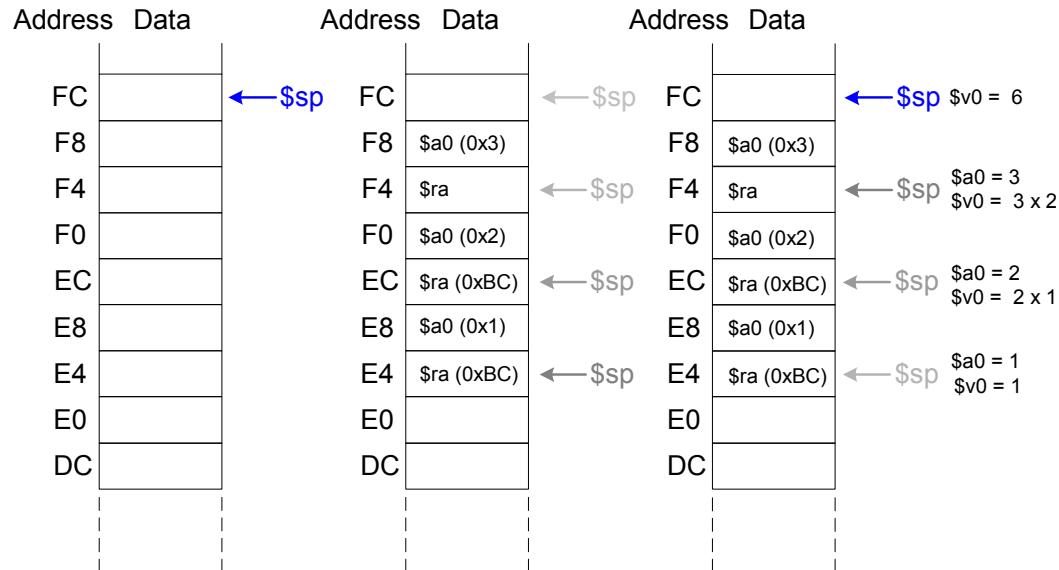 Address Data Address Data Address Data
FC $sp FC $sp FC $sp $v0 = 6
F8 F8 $a0 (0x3) F8 $a0 (0x3)
F4 F4 $ra $sp F4 $ra $sp $a0 = 3
$v0 = 3 x 2
F0 F0 $a0 (0x2) F0 $a0 (0x2)
EC EC $ra (0xBC) $sp EC $ra (0xBC) $sp $a0 = 2
$v0 = 2 x 1
E8 E8 $a0 (0x1) E8 $a0 (0x1)
E4 E4 $ra (0xBC) $sp E4 $ra (0xBC) $sp $a0 = 1
$v0 = 1
E0 E0 E0
DC DC DC